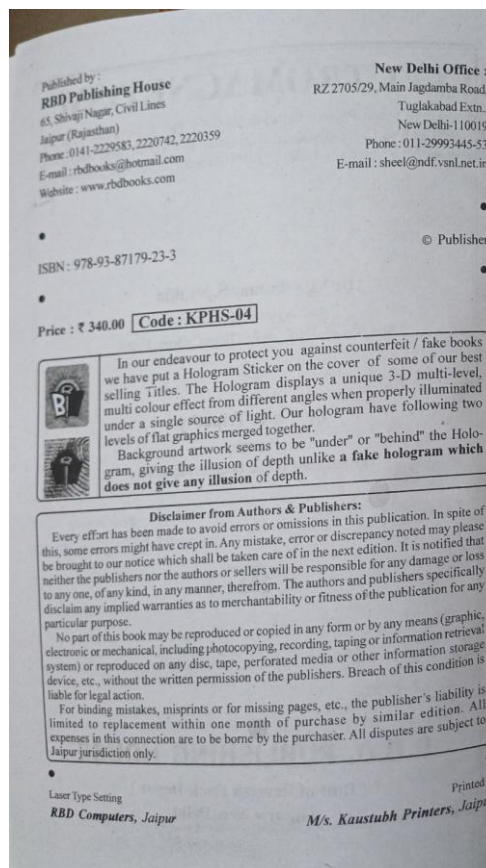 Published by :
RBD Publishing House
65, Shivaji Nagar, Civil Lines
Jaipur (Rajasthan)
Phone : 0141-2229583, 2220742, 2220359
E-mail : rbdbooks@hotmail.com
Website : www.rbdbooks.com
New Delhi Office :
RZ 2705/29, Main Jagdamba Road,
Tuglakabad Extn.
New Delhi-110019
Phone : 011-29993445-53
E-mail : sheel@ndf.vsnl.net.in
ISBN : 978-93-87179-23-3
© Publisher
Price : ₹ 340.00 Code : KPHS-04
In our endeavour to protect you against counterfeit / fake books
we have put a Hologram Sticker on the cover of some of our best
selling Titles. The Hologram displays a unique 3-D multi-level,
multi colour effect from different angles when properly illuminated
under a single source of light. Our hologram have following two
levels of flat graphics merged together.
Background artwork seems to be "under" or "behind" the Holo-
gram, giving the illusion of depth unlike a fake hologram which
does not give any illusion of depth.
Disclaimer from Authors & Publishers:
Every effort has been made to avoid errors or omissions in this publication. In spite of
this, some errors might have crept in. Any mistake, error or discrepancy noted may please
be brought to our notice which shall be taken care of in the next edition. It is notified that
neither the publishers nor the authors or sellers will be responsible for any damage or loss
to any one, of any kind, in any manner, therefrom. The authors and publishers specifically
disclaim any implied warranties as to merchantability or fitness of the publication for any
particular purpose.
No part of this book may be reproduced or copied in any form or by any means (graphic,
electronic or mechanical, including photocopying, recording, taping or information retrieval
system) or reproduced on any disc, tape, perforated media or other information storage
device, etc., without the written permission of the publishers. Breach of this condition is
liable for legal action.
For binding mistakes, misprints or for missing pages, etc., the publisher's liability is
limited to replacement within one month of purchase by similar edition. All
expenses in this connection are to be borne by the purchaser. All disputes are subject to
Jaipur jurisdiction only.
Laser Type Setting
RBD Computers, Jaipur
Printed
M/s. Kaustubh Printers, Jaipu